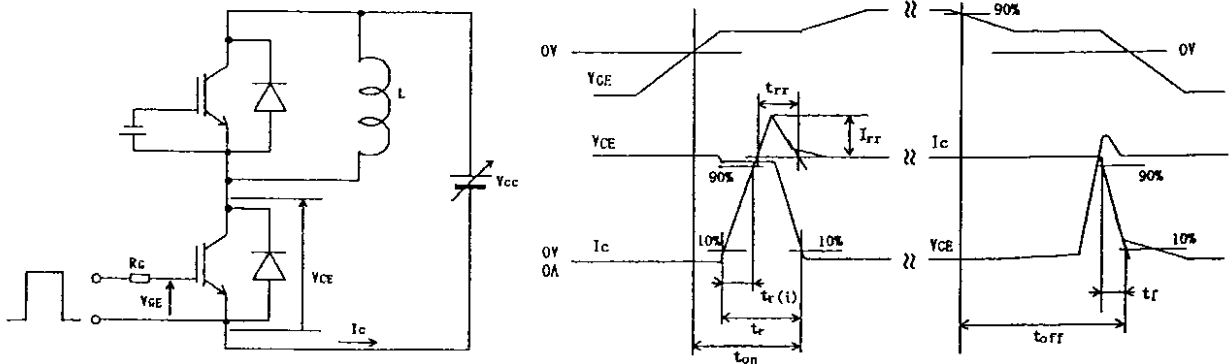 L
Vcc
RG
VGE
VCE
Ic
0V
VGE
VCE
Ic
0V
0A
90%
10%
10%
trr
Irr
tr(i)
tr
ton
90%
0V
Ic
90%
VCE
10%
tf
toff